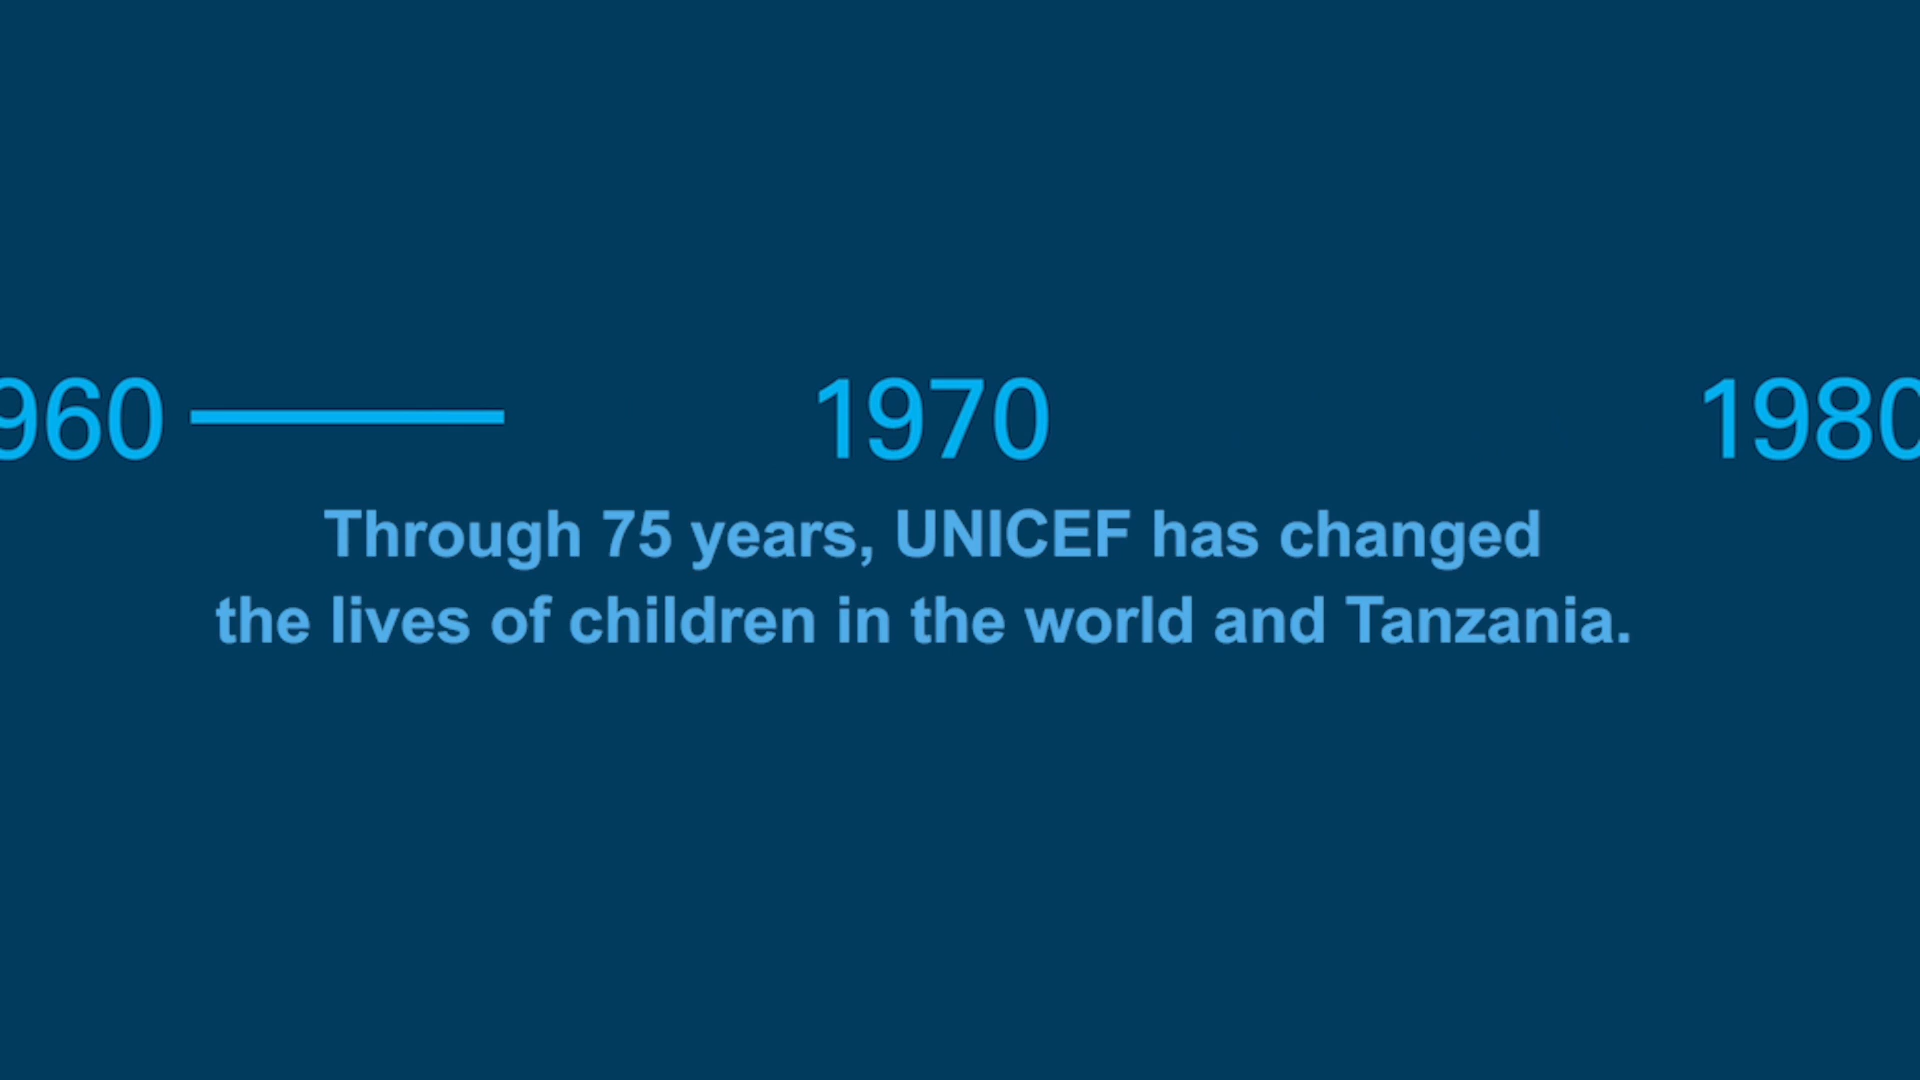 960 1970 1980
Through 75 years, UNICEF has changed
the lives of children in the world and Tanzania.